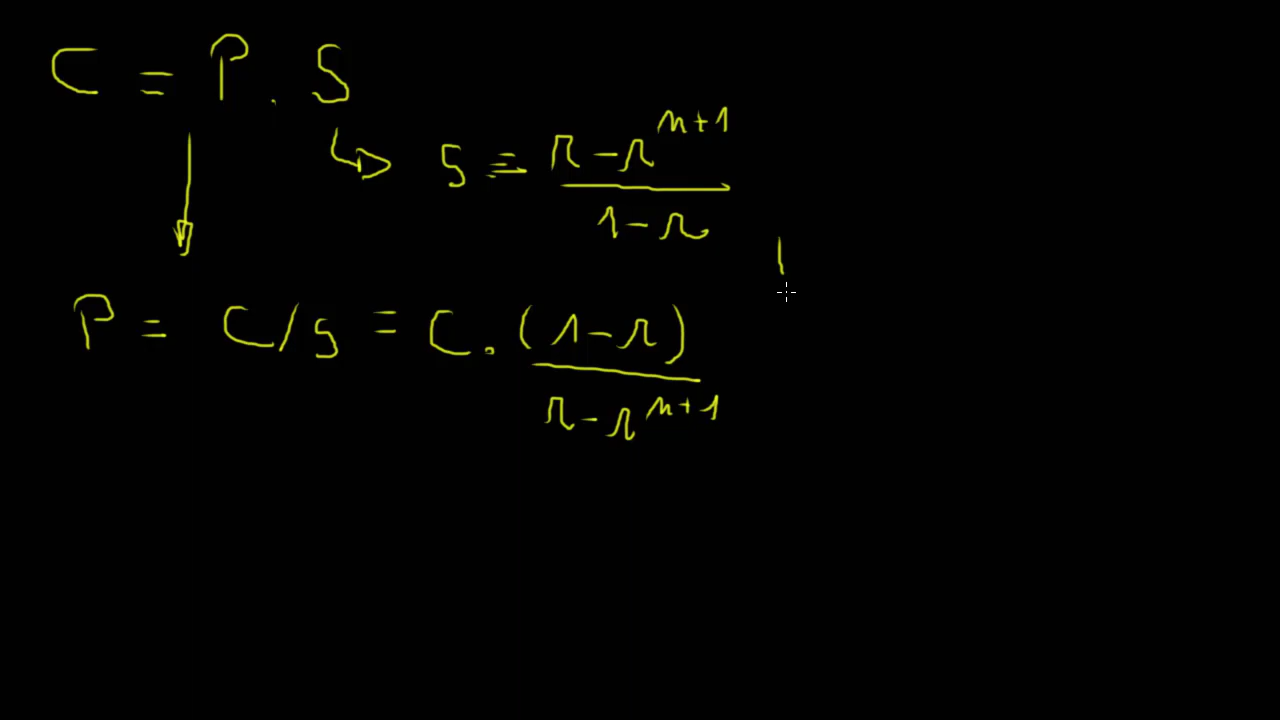 C = P . S
S = (r - r^(n+1)) / (1 - r)
P = C/S = C . (1 - r) / (r - r^(n+1))